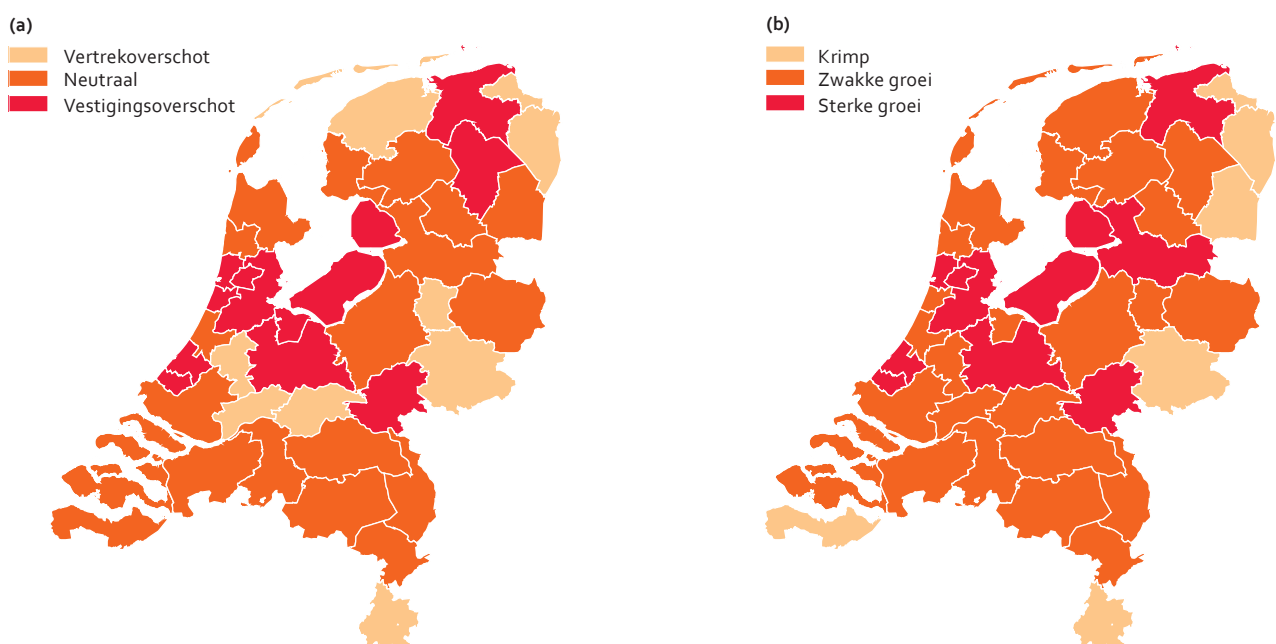 (a)
Vertrekoverschot
Neutraal
Vestigingsoverschot
(b)
Krimp
Zwakke groei
Sterke groei